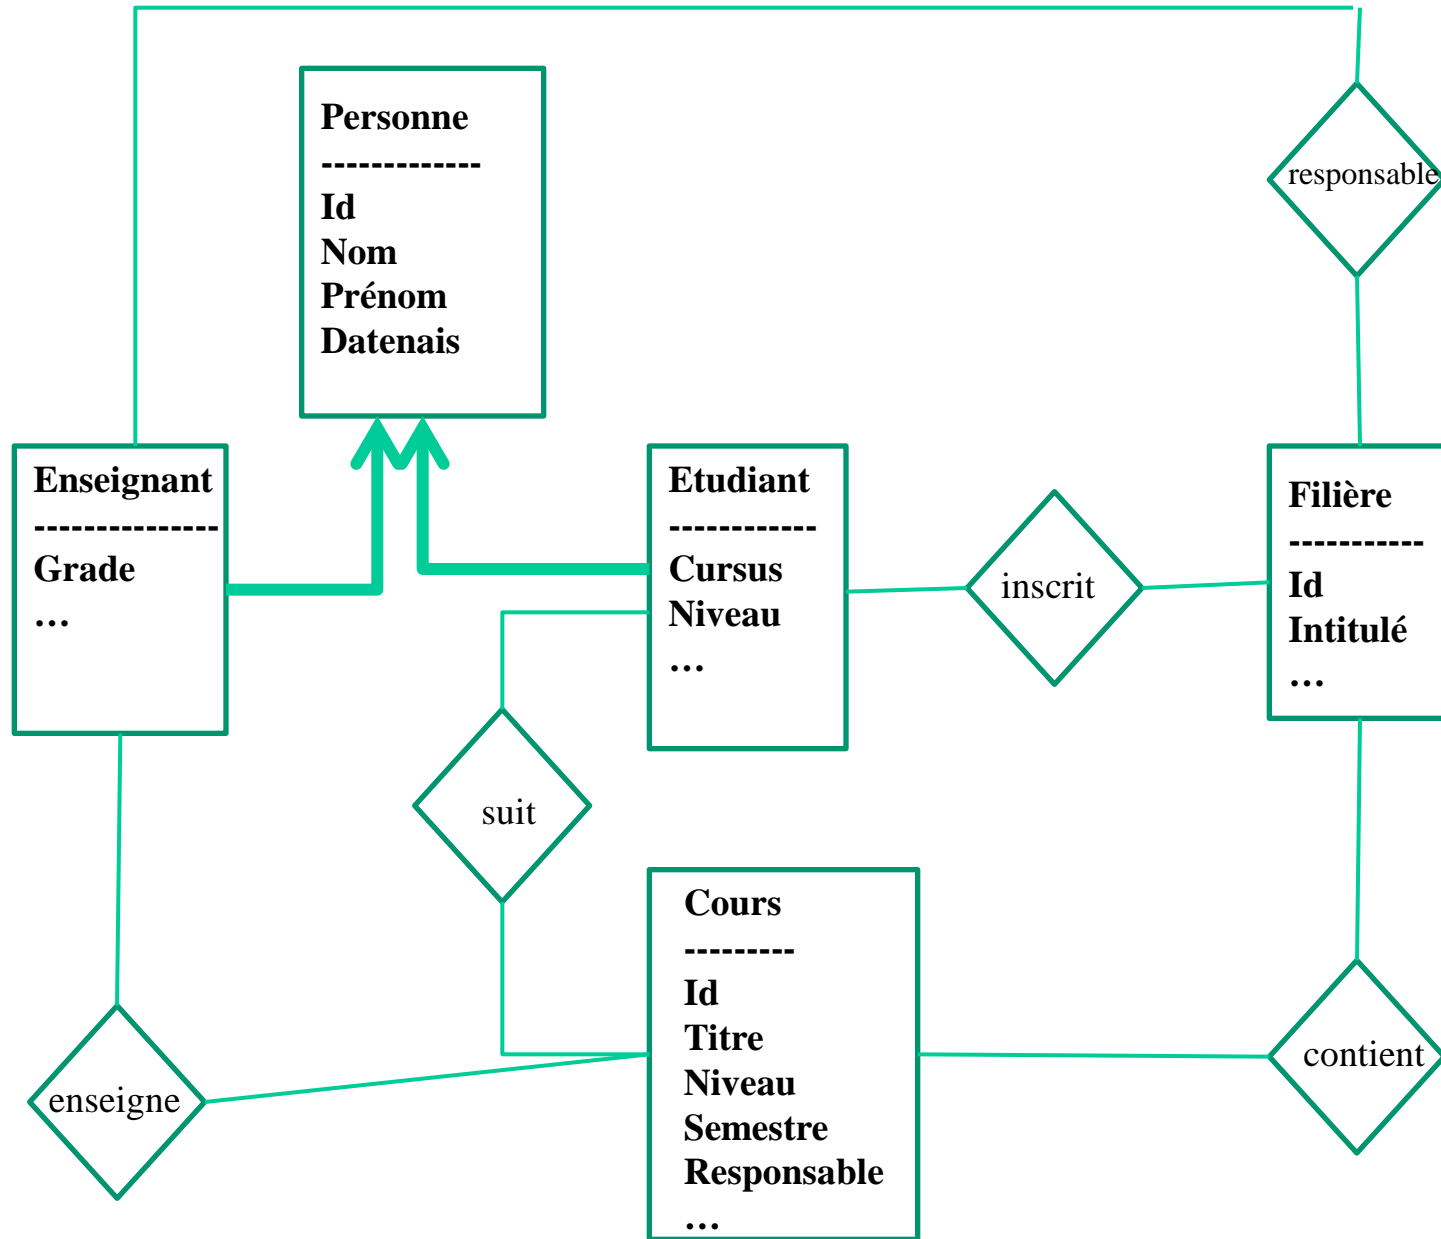 Personne
-------------
Id
Nom
Prénom
Datenais
responsable
Enseignant
---------------
Grade
…
Etudiant
------------
Cursus
Niveau
…
inscrit
Filière
-----------
Id
Intitulé
…
suit
Cours
---------
Id
Titre
Niveau
Semestre
Responsable
…
enseigne
contient